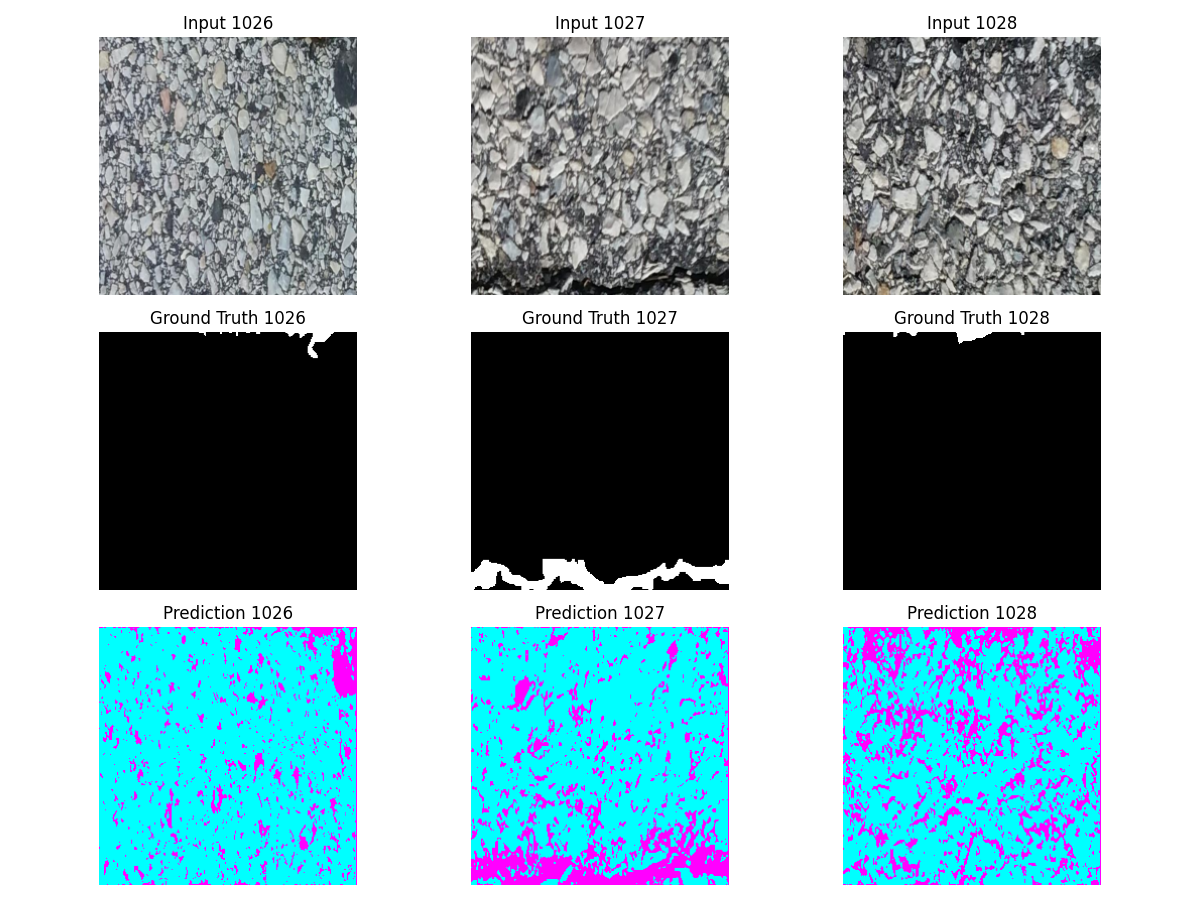 Input 1026
Input 1027
Input 1028
Ground Truth 1026
Ground Truth 1027
Ground Truth 1028
Prediction 1026
Prediction 1027
Prediction 1028